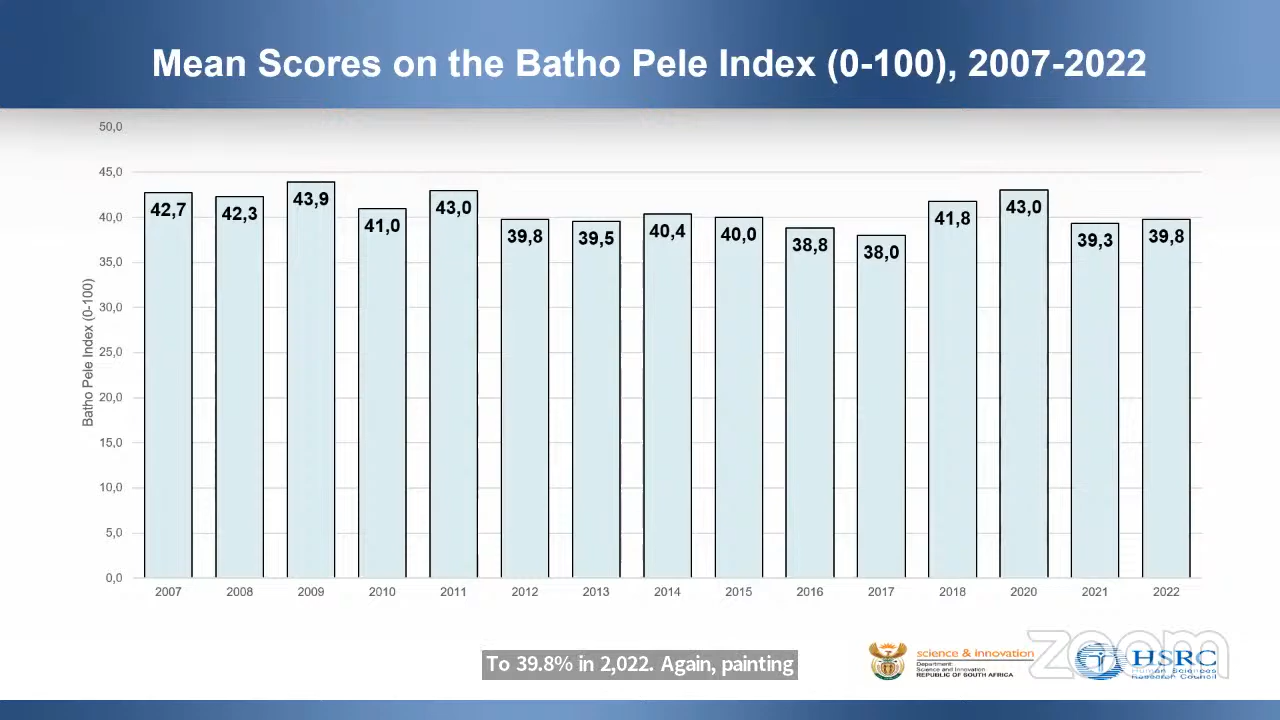 Mean Scores on the Batho Pele Index (0-100), 2007-2022
Batho Pele Index (0-100)
50,0
45,0
40,0
35,0
30,0
25,0
20,0
15,0
10,0
5,0
0,0
42,7
42,3
43,9
41,0
43,0
39,8
39,5
40,4
40,0
38,8
38,0
41,8
43,0
39,3
39,8
2007 2008 2009 2010 2011 2012 2013 2014 2015 2016 2017 2018 2020 2021 2022
To 39.8% in 2,022. Again, painting
science & innovation
Department:
Science and Innovation
REPUBLIC OF SOUTH AFRICA
zoom
HSRC
Human Sciences
Research Council